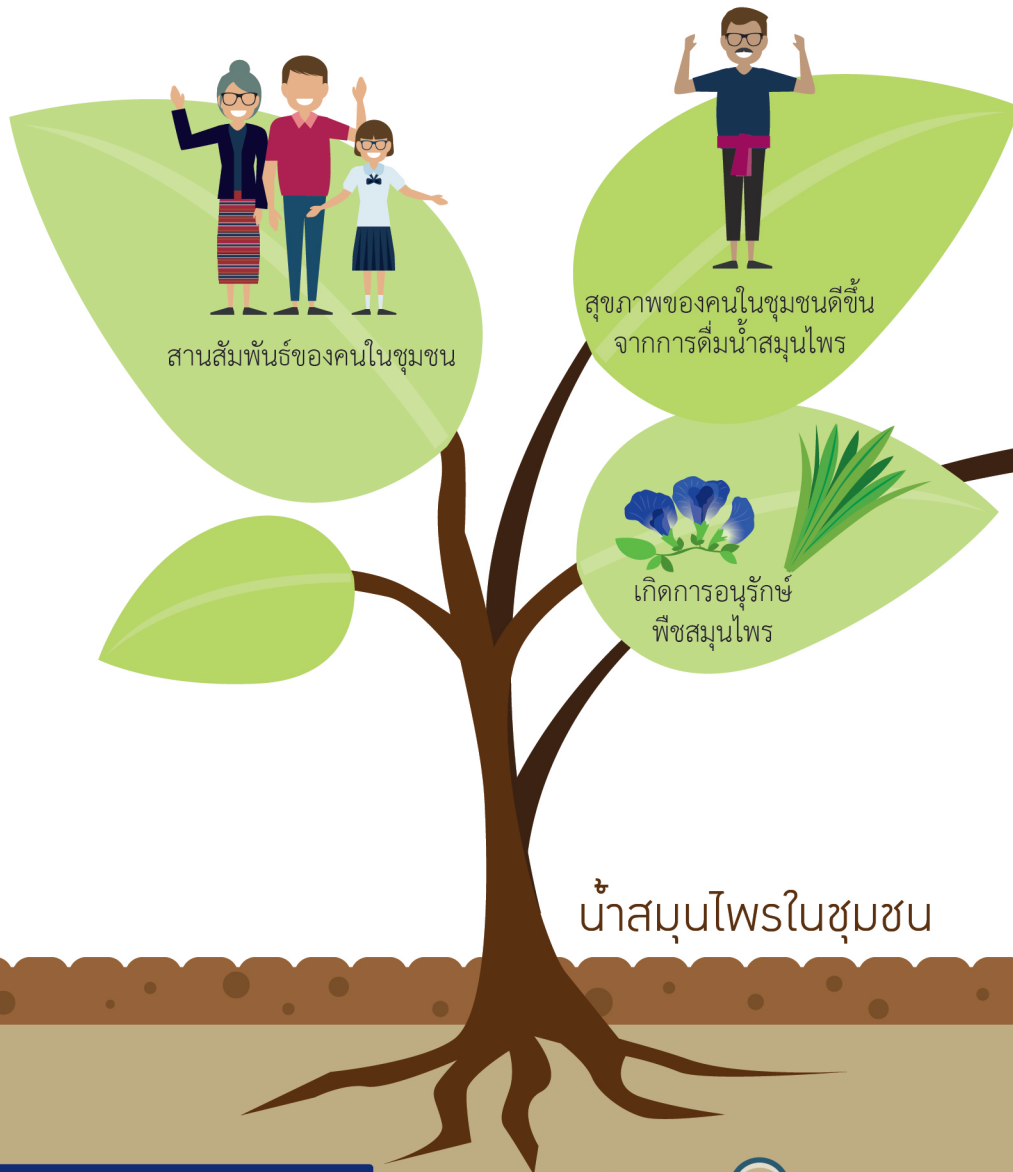 สานสัมพันธ์ของคนในชุมชน
สุขภาพของคนในชุมชนดีขึ้น
จากการดื่มน้ำสมุนไพร
เกิดการอนุรักษ์
พืชสมุนไพร
น้ำสมุนไพรในชุมชน